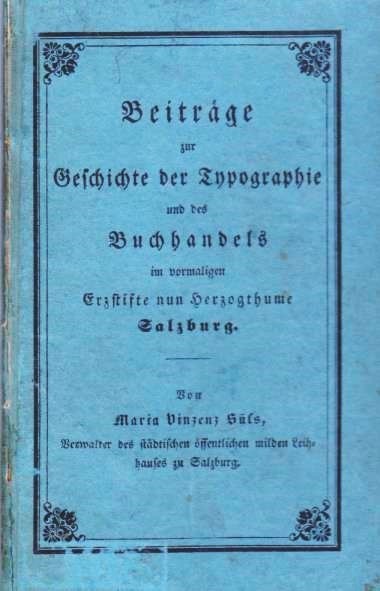 Beiträge
zur
Geschichte der Typographie
und des
Buchhandels
im vormaligen
Erzstifte nun Herzogthume
Salzburg.
Von
Maria Vinzenz Süß,
Verwalter des städtischen öffentlichen milden Leih-
hauses zu Salzburg.